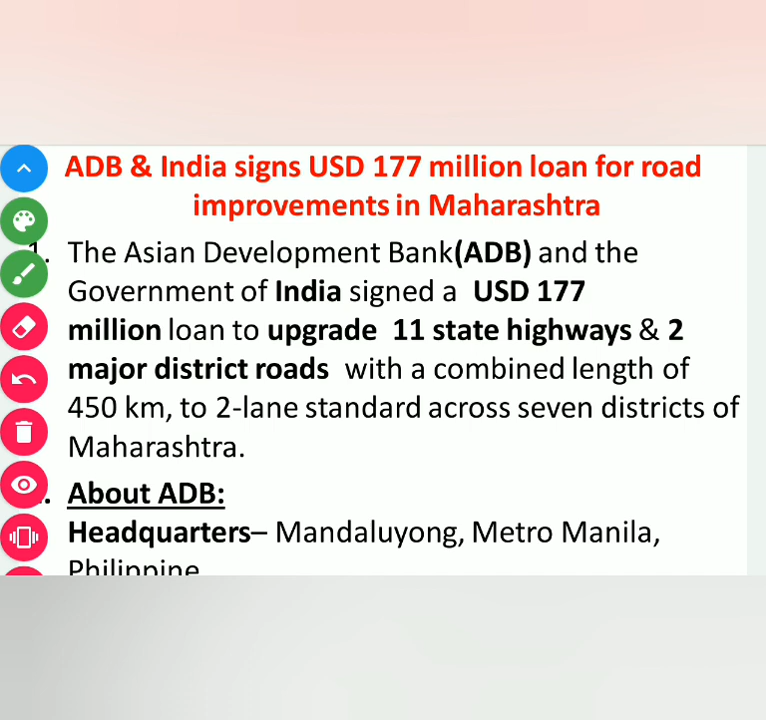 ADB & India signs USD 177 million loan for road
improvements in Maharashtra
1. The Asian Development Bank(ADB) and the
Government of India signed a USD 177
million loan to upgrade 11 state highways & 2
major district roads with a combined length of
450 km, to 2-lane standard across seven districts of
Maharashtra.
. About ADB:
Headquarters– Mandaluyong, Metro Manila,
Philippine